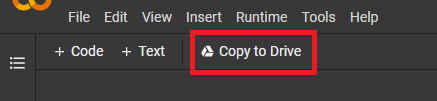 File Edit View Insert Runtime Tools Help
+ Code + Text Copy to Drive